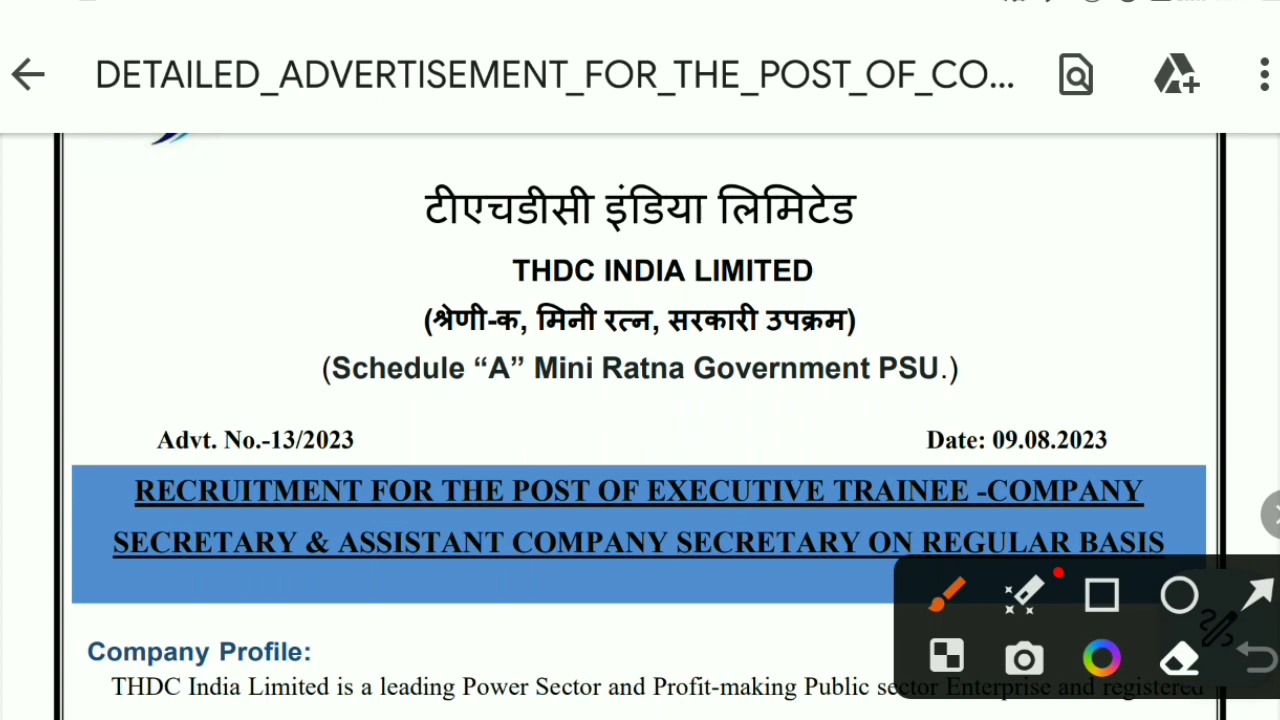 DETAILED_ADVERTISEMENT_FOR_THE_POST_OF_CO...
टीएचडीसी इंडिया लिमिटेड
THDC INDIA LIMITED
(श्रेणी-क, मिनी रत्न, सरकारी उपक्रम)
(Schedule “A” Mini Ratna Government PSU.)
Advt. No.-13/2023 Date: 09.08.2023
RECRUITMENT FOR THE POST OF EXECUTIVE TRAINEE -COMPANY
SECRETARY & ASSISTANT COMPANY SECRETARY ON REGULAR BASIS
Company Profile:
THDC India Limited is a leading Power Sector and Profit-making Public sector Enterprise and registered